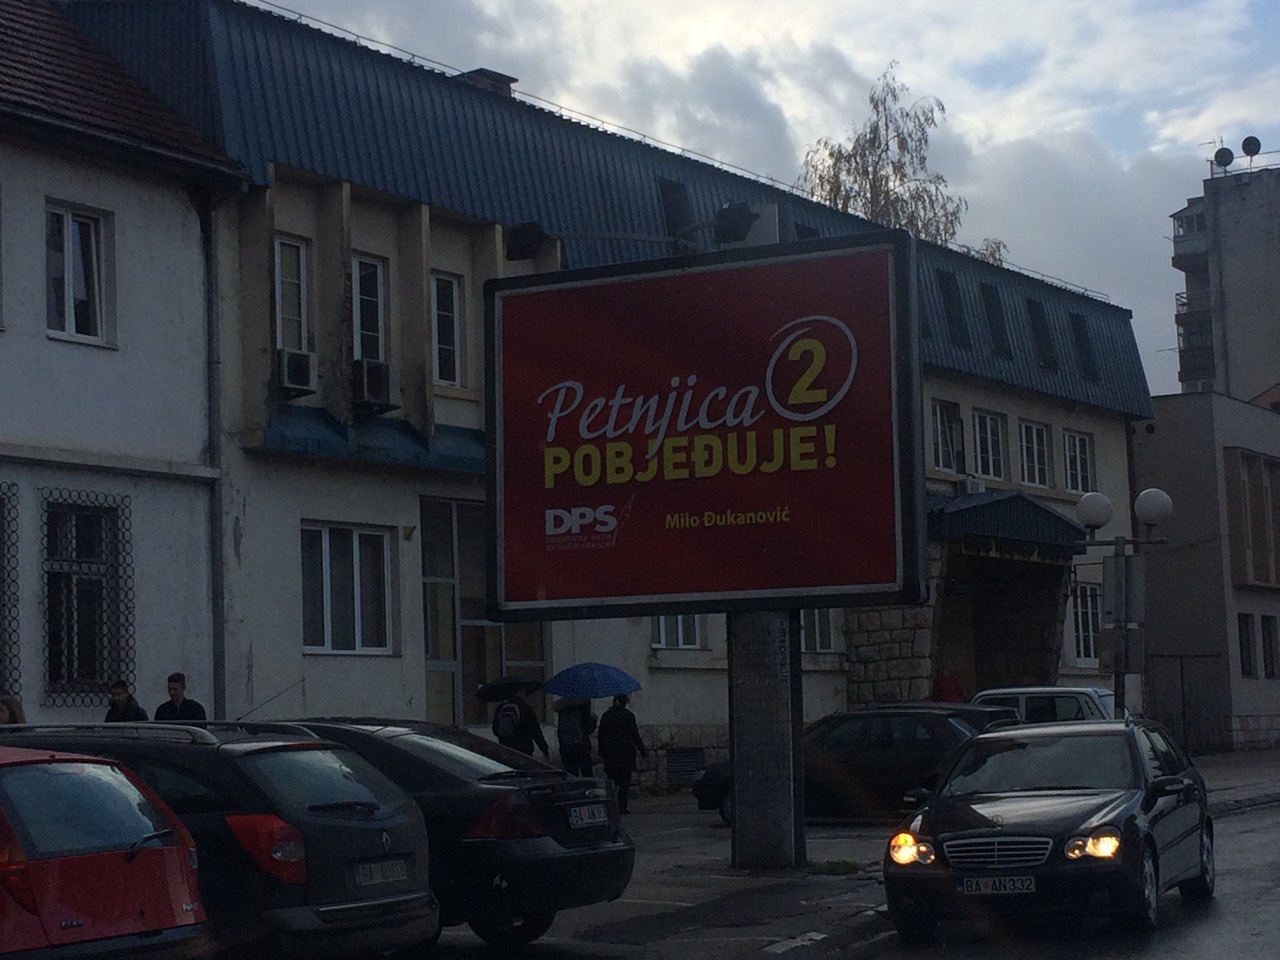 Petnjica 2
POBJEĐUJE!
DPS
Milo Đukanović
BA AN332